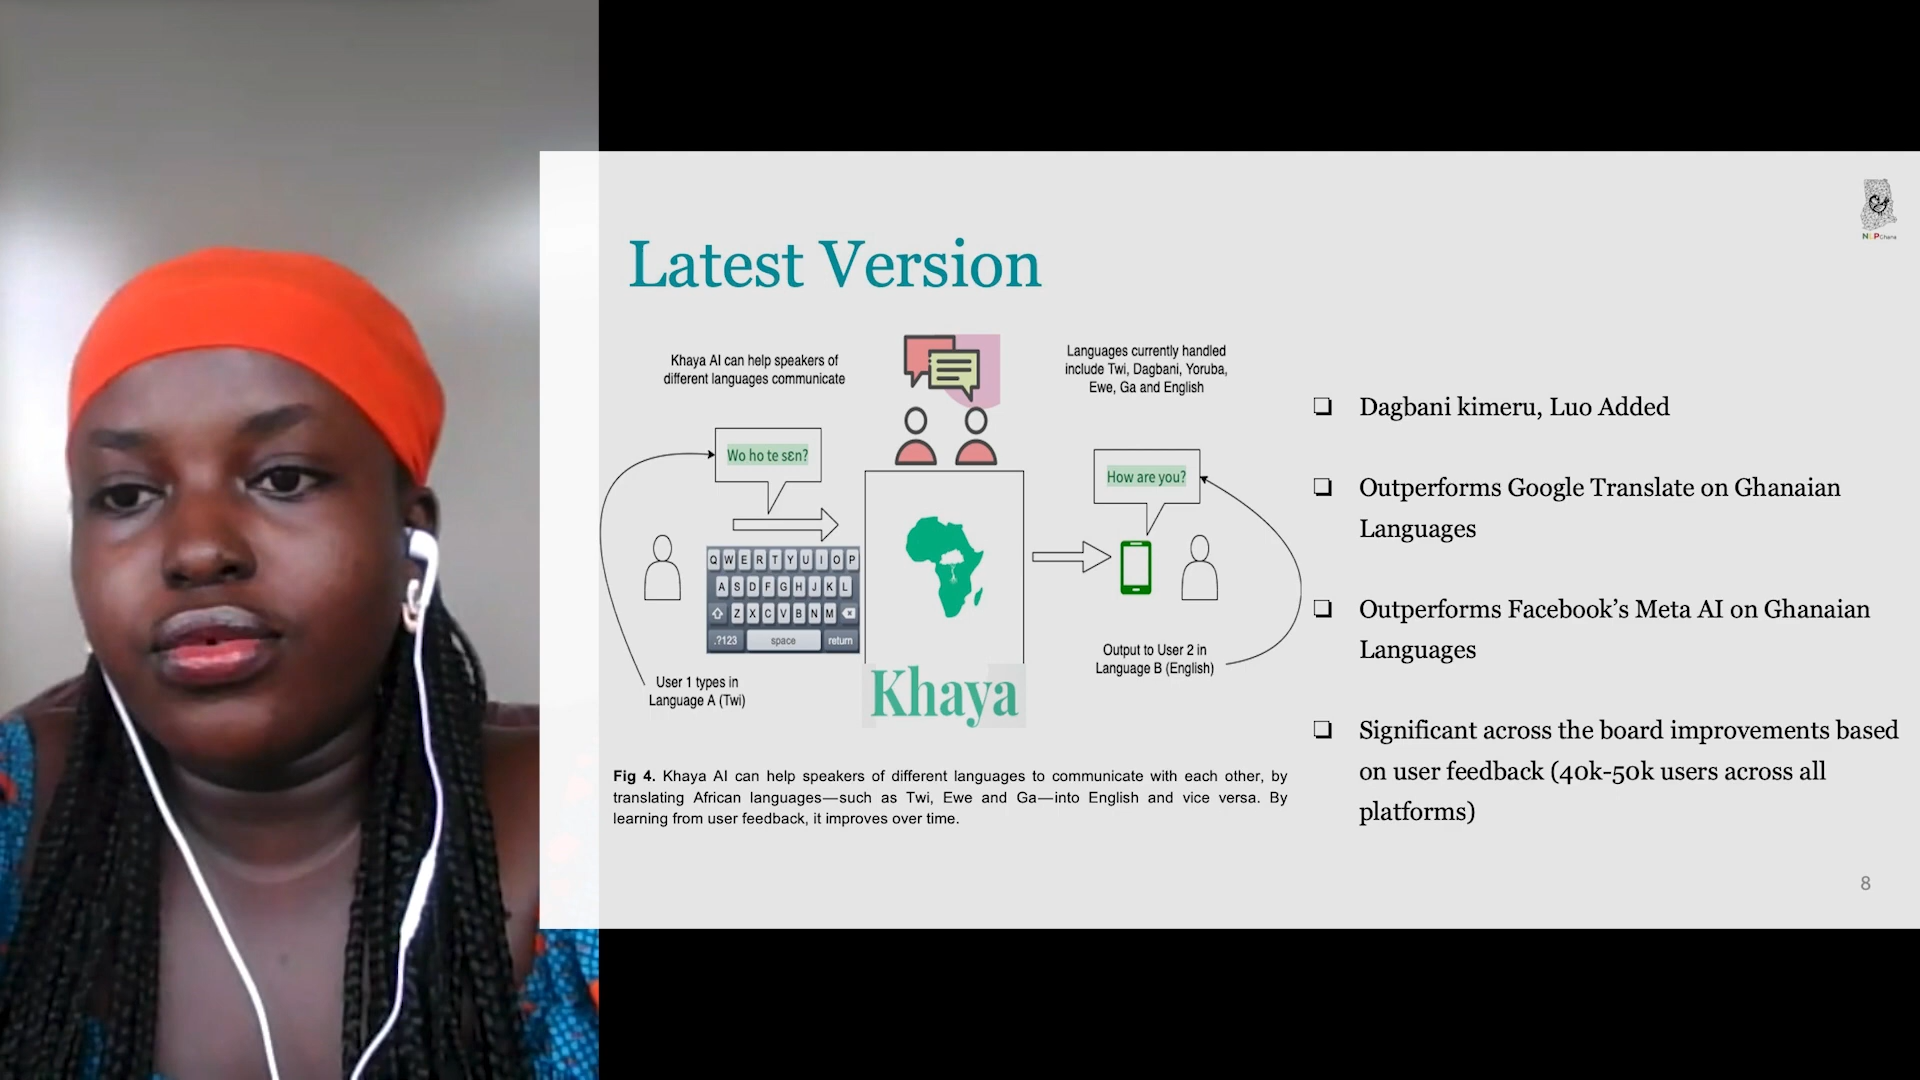 NLPGhana
Latest Version
Khaya AI can help speakers of
different languages communicate
Languages currently handled
include Twi, Dagbani, Yoruba,
Ewe, Ga and English
Wo ho te sɛn?
How are you?
Q W E R T Y U I O P
A S D F G H J K L
Z X C V B N M
.?123 space return
User 1 types in
Language A (Twi)
Khaya
Output to User 2 in
Language B (English)
Fig 4. Khaya AI can help speakers of different languages to communicate with each other, by
translating African languages—such as Twi, Ewe and Ga—into English and vice versa. By
learning from user feedback, it improves over time.
Dagbani kimeru, Luo Added
Outperforms Google Translate on Ghanaian
Languages
Outperforms Facebook’s Meta AI on Ghanaian
Languages
Significant across the board improvements based
on user feedback (40k-50k users across all
platforms)
8